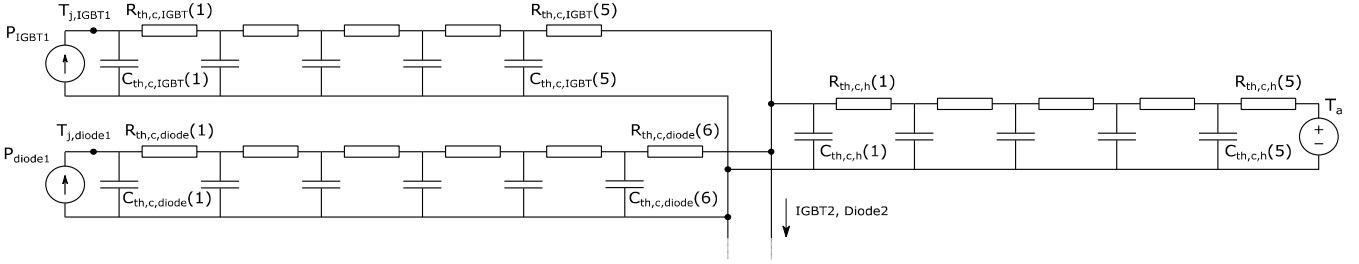 T_j,IGBT1
R_th,c,IGBT(1)
R_th,c,IGBT(5)
P_IGBT1
C_th,c,IGBT(1)
C_th,c,IGBT(5)
R_th,c,h(1)
R_th,c,h(5)
T_a
T_j,diode1
R_th,c,diode(1)
R_th,c,diode(6)
+
−
P_diode1
C_th,c,h(1)
C_th,c,h(5)
C_th,c,diode(1)
C_th,c,diode(6)
IGBT2, Diode2